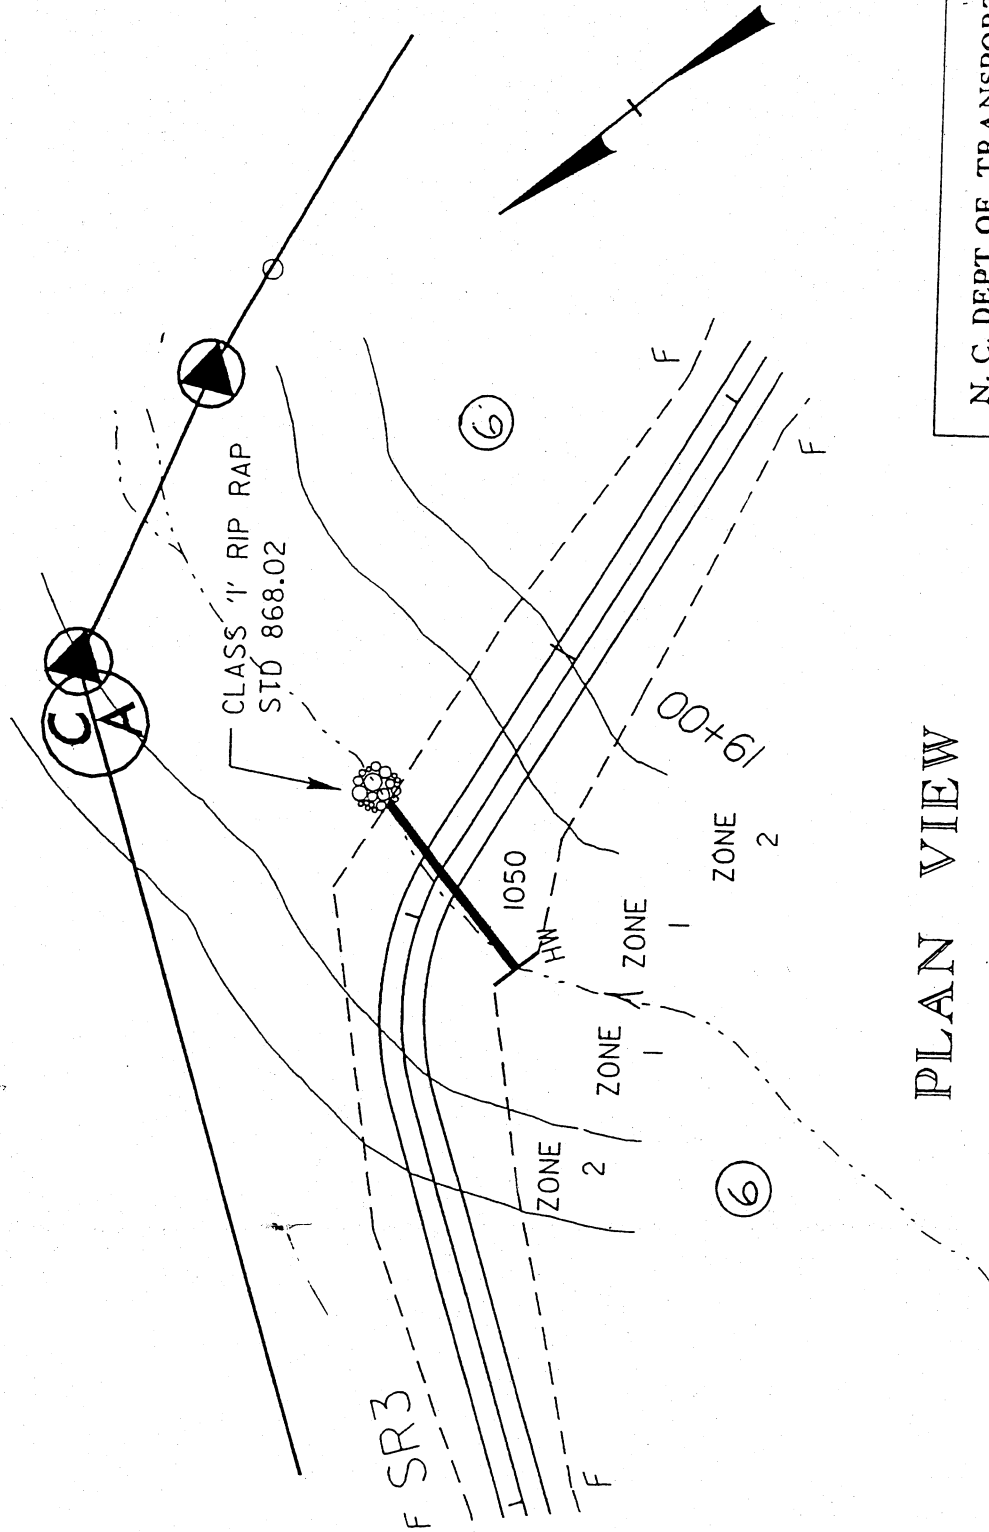 C
A
CLASS 'I' RIP RAP
STD 868.02
6
F
F
19+00
1050
HW
ZONE
2
ZONE
1
ZONE
1
ZONE
2
6
F SR3
F
PLAN VIEW
N. C. DEPT. OF TRANSPORT